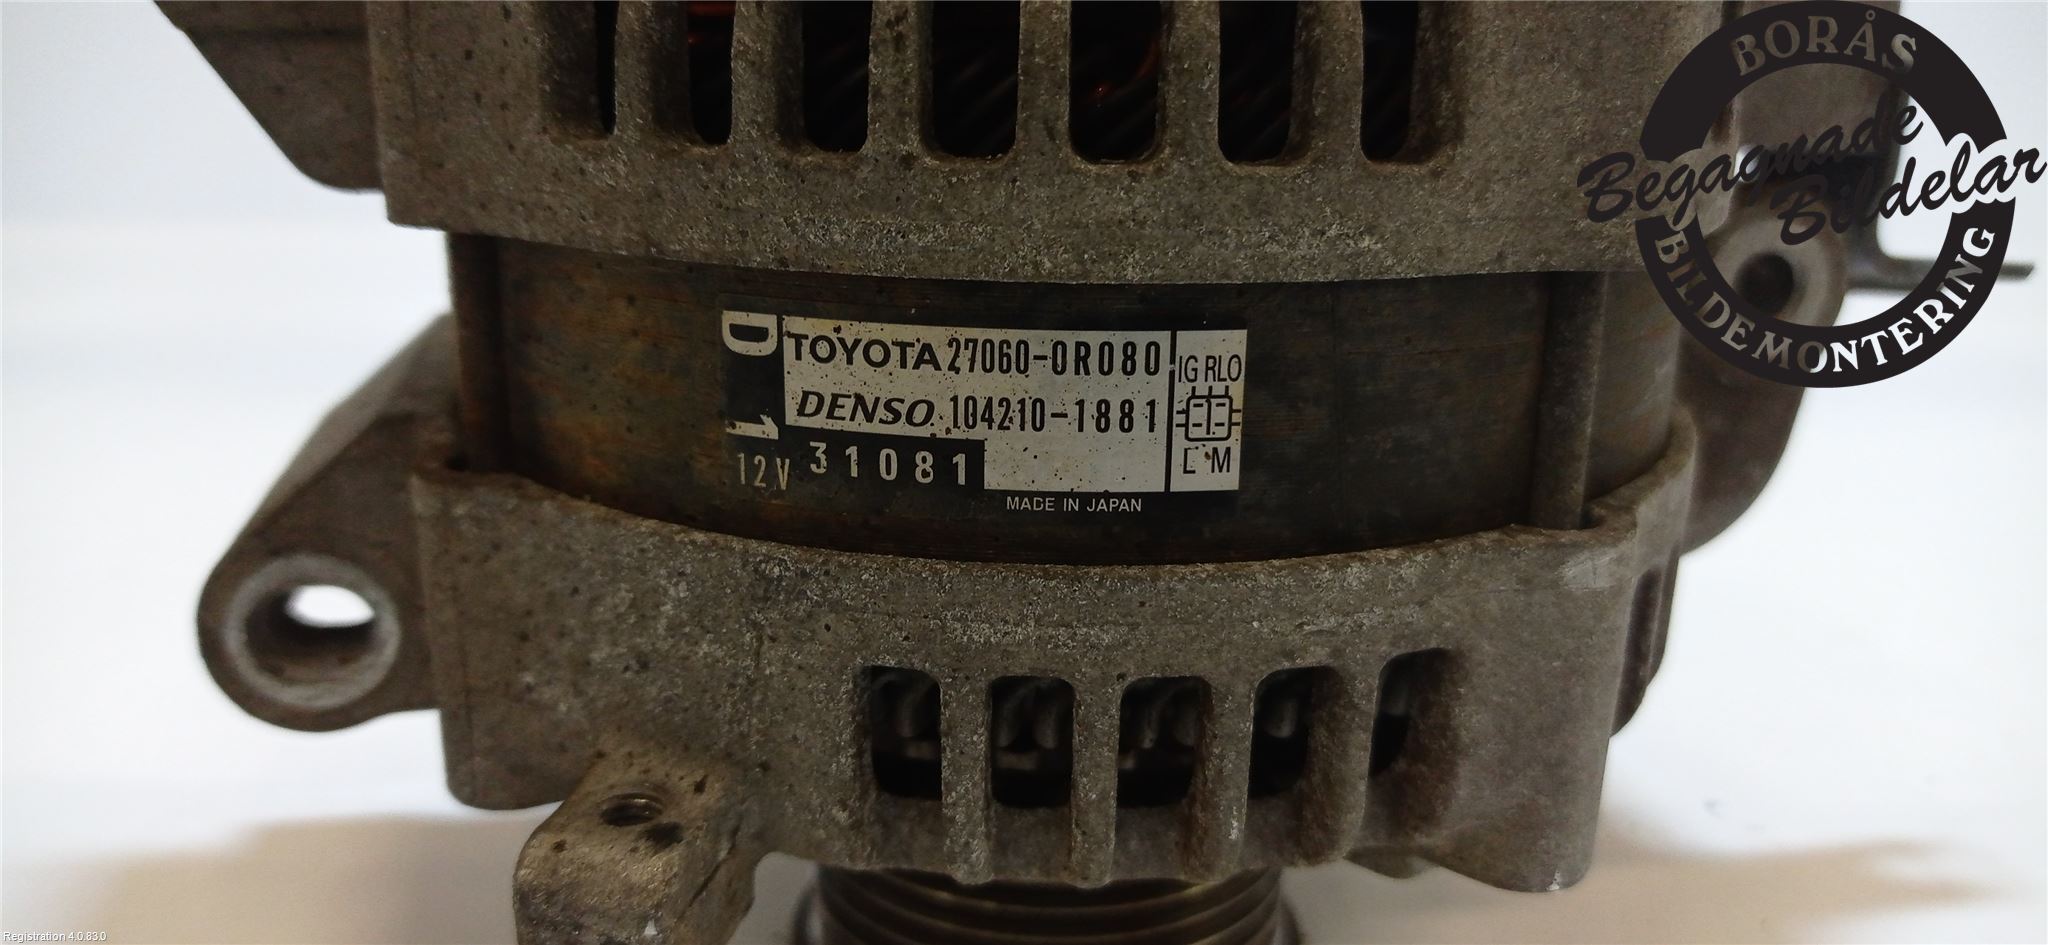 BORÅS
Begagnade
Bildelar
BILDEMONTERING
D1
TOYOTA 27060-0R080
DENSO 104210-1881
12V 31081
IG RLO
L M
MADE IN JAPAN
Registration 4.0.83.0